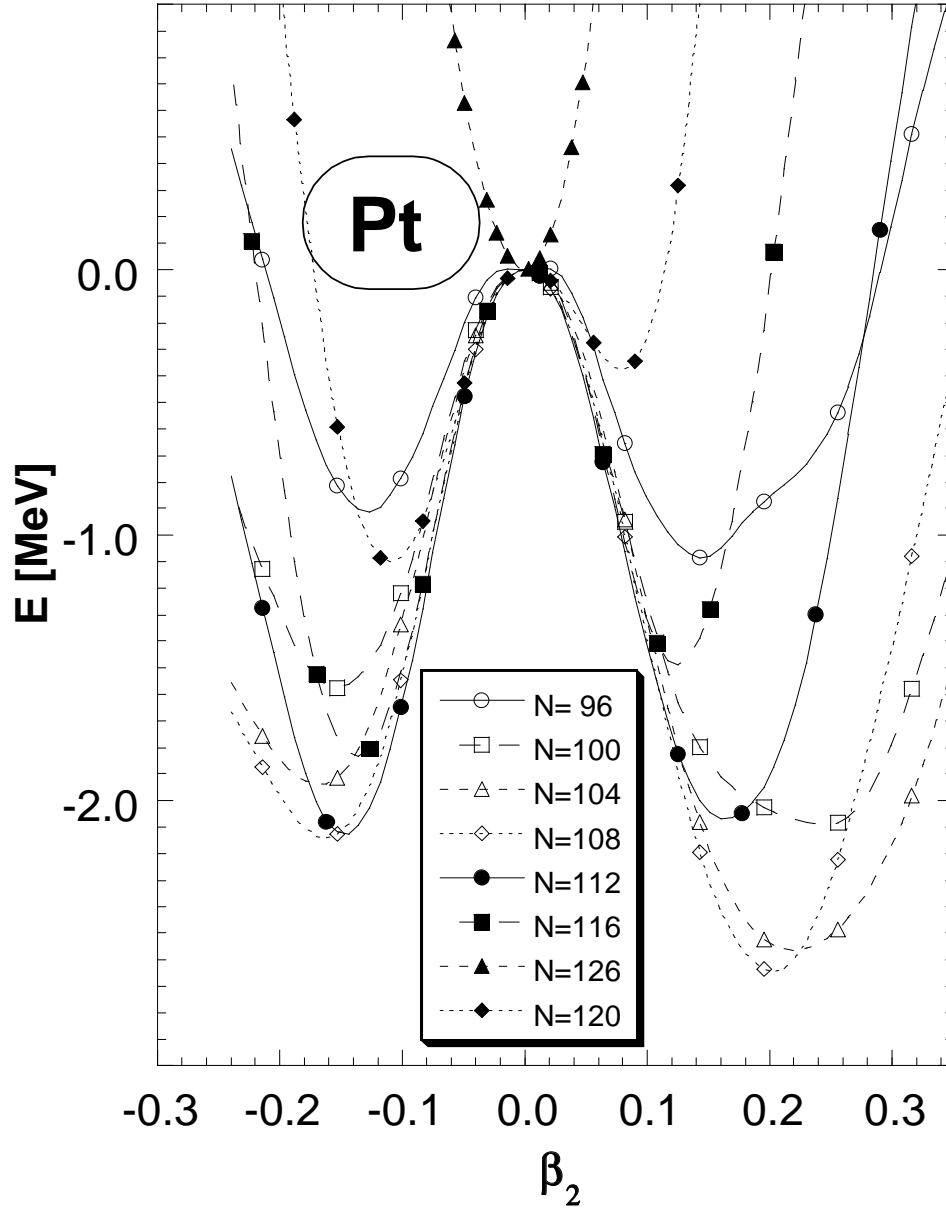 Pt
E [MeV]
0.0
-1.0
-2.0
N= 96
N=100
N=104
N=108
N=112
N=116
N=126
N=120
-0.3 -0.2 -0.1 0.0 0.1 0.2 0.3
β2